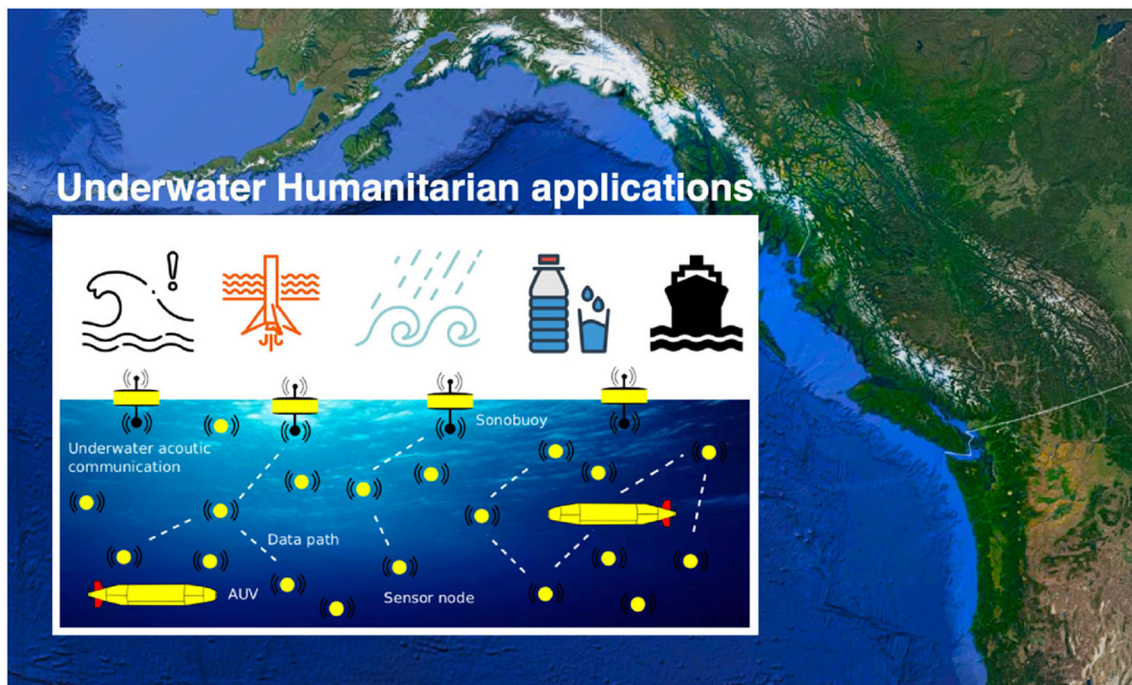 Underwater Humanitarian applications
Sonobuoy
Underwater acoutic
communication
Data path
AUV
Sensor node